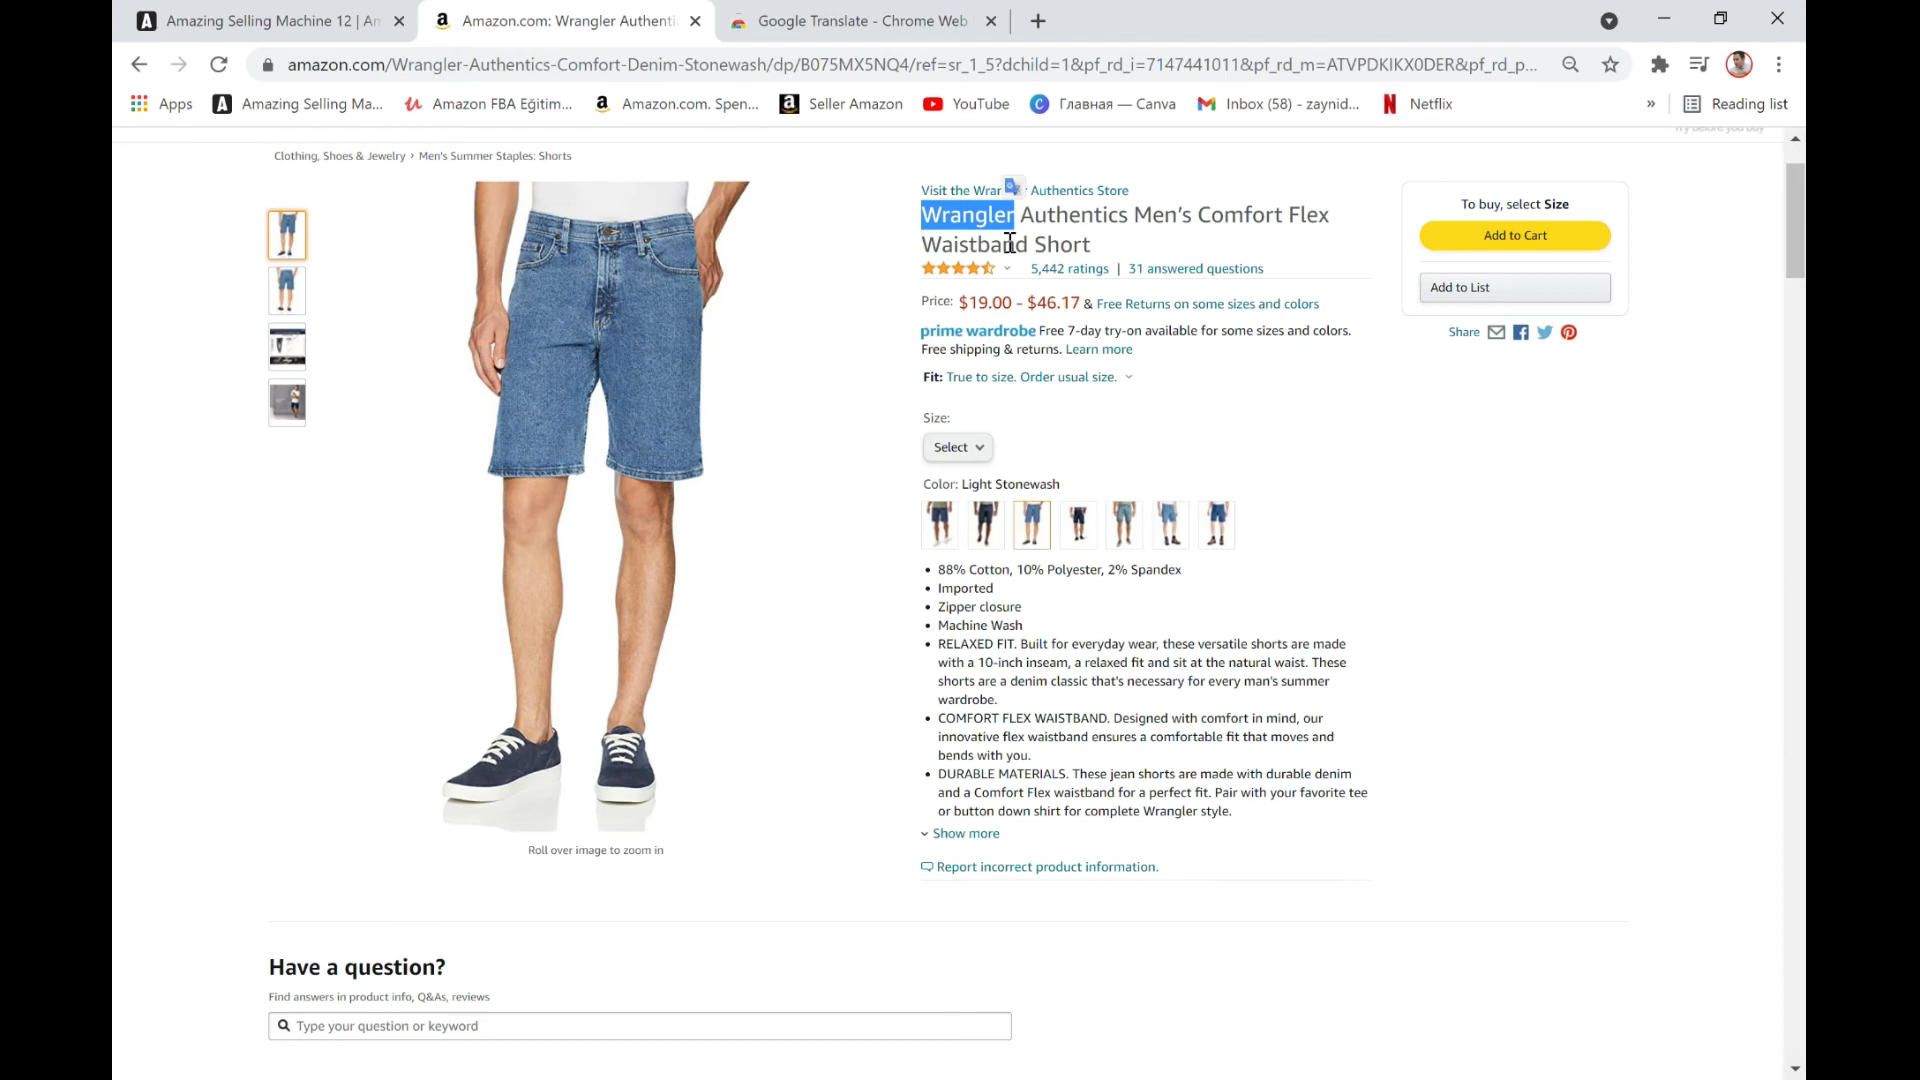 Amazing Selling Machine 12 | An
Amazon.com: Wrangler Authenti
Google Translate - Chrome Web
amazon.com/Wrangler-Authentics-Comfort-Denim-Stonewash/dp/B075MX5NQ4/ref=sr_1_5?dchild=1&pf_rd_i=7147441011&pf_rd_m=ATVPDKIKX0DER&pf_rd_p...
Apps
Amazing Selling Ma...
Amazon FBA Eğitim...
Amazon.com. Spen...
Seller Amazon
YouTube
Главная — Canva
Inbox (58) - zaynid...
Netflix
»
Reading list
Try before you buy
Clothing, Shoes & Jewelry › Men's Summer Staples: Shorts
Visit the Wran Authentics Store
Wrangler Authentics Men's Comfort Flex
Waistband Short
5,442 ratings | 31 answered questions
Price: $19.00 - $46.17 & Free Returns on some sizes and colors
prime wardrobe Free 7-day try-on available for some sizes and colors.
Free shipping & returns. Learn more
Fit: True to size. Order usual size.
Size:
Select
Color: Light Stonewash
• 88% Cotton, 10% Polyester, 2% Spandex
• Imported
• Zipper closure
• Machine Wash
• RELAXED FIT. Built for everyday wear, these versatile shorts are made
with a 10-inch inseam, a relaxed fit and sit at the natural waist. These
shorts are a denim classic that's necessary for every man's summer
wardrobe.
• COMFORT FLEX WAISTBAND. Designed with comfort in mind, our
innovative flex waistband ensures a comfortable fit that moves and
bends with you.
• DURABLE MATERIALS. These jean shorts are made with durable denim
and a Comfort Flex waistband for a perfect fit. Pair with your favorite tee
or button down shirt for complete Wrangler style.
Show more
Report incorrect product information.
To buy, select Size
Add to Cart
Add to List
Share
Roll over image to zoom in
Have a question?
Find answers in product info, Q&As, reviews
Type your question or keyword